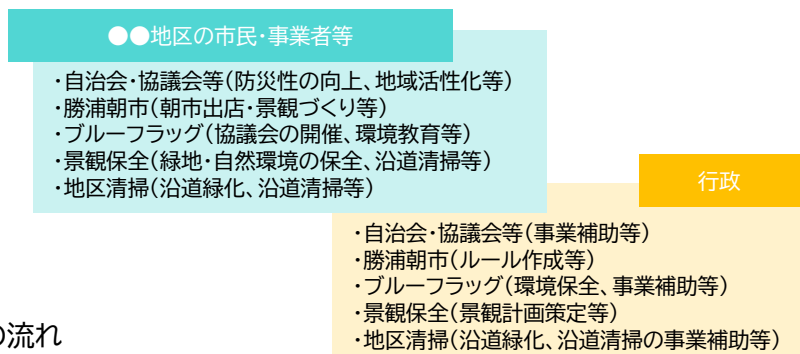 ●●地区の市民・事業者等
・自治会・協議会等(防災性の向上、地域活性化等)
・勝浦朝市(朝市出店・景観づくり等)
・ブルーフラッグ(協議会の開催、環境教育等)
・景観保全(緑地・自然環境の保全、沿道清掃等)
・地区清掃(沿道緑化、沿道清掃等)
行政
・自治会・協議会等(事業補助等)
・勝浦朝市(ルール作成等)
・ブルーフラッグ(環境保全、事業補助等)
・景観保全(景観計画策定等)
・地区清掃(沿道緑化、沿道清掃の事業補助等)
の流れ